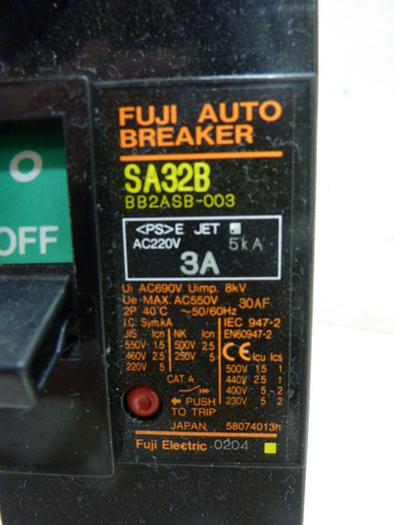 FUJI AUTO
BREAKER
SA32B
BB2ASB-003
<PS>E JET
AC220V 5kA
3A
Ui AC690V Uimp. 8kV
Ue MAX. AC550V 30AF
2P 40°C ~50/60Hz
I.C. Sym.kA IEC 947-2
JIS Icn NK Icn EN60947-2
550V 1.5 500V 2.5 CE Icu Ics
460V 2.5 250V 5 500V 1.5 1
220V 5 440V 2.5 1
CAT. A 400V 5 2
230V 5 2
← PUSH
TO TRIP
JAPAN 58074013h
Fuji Electric 0204
O
OFF